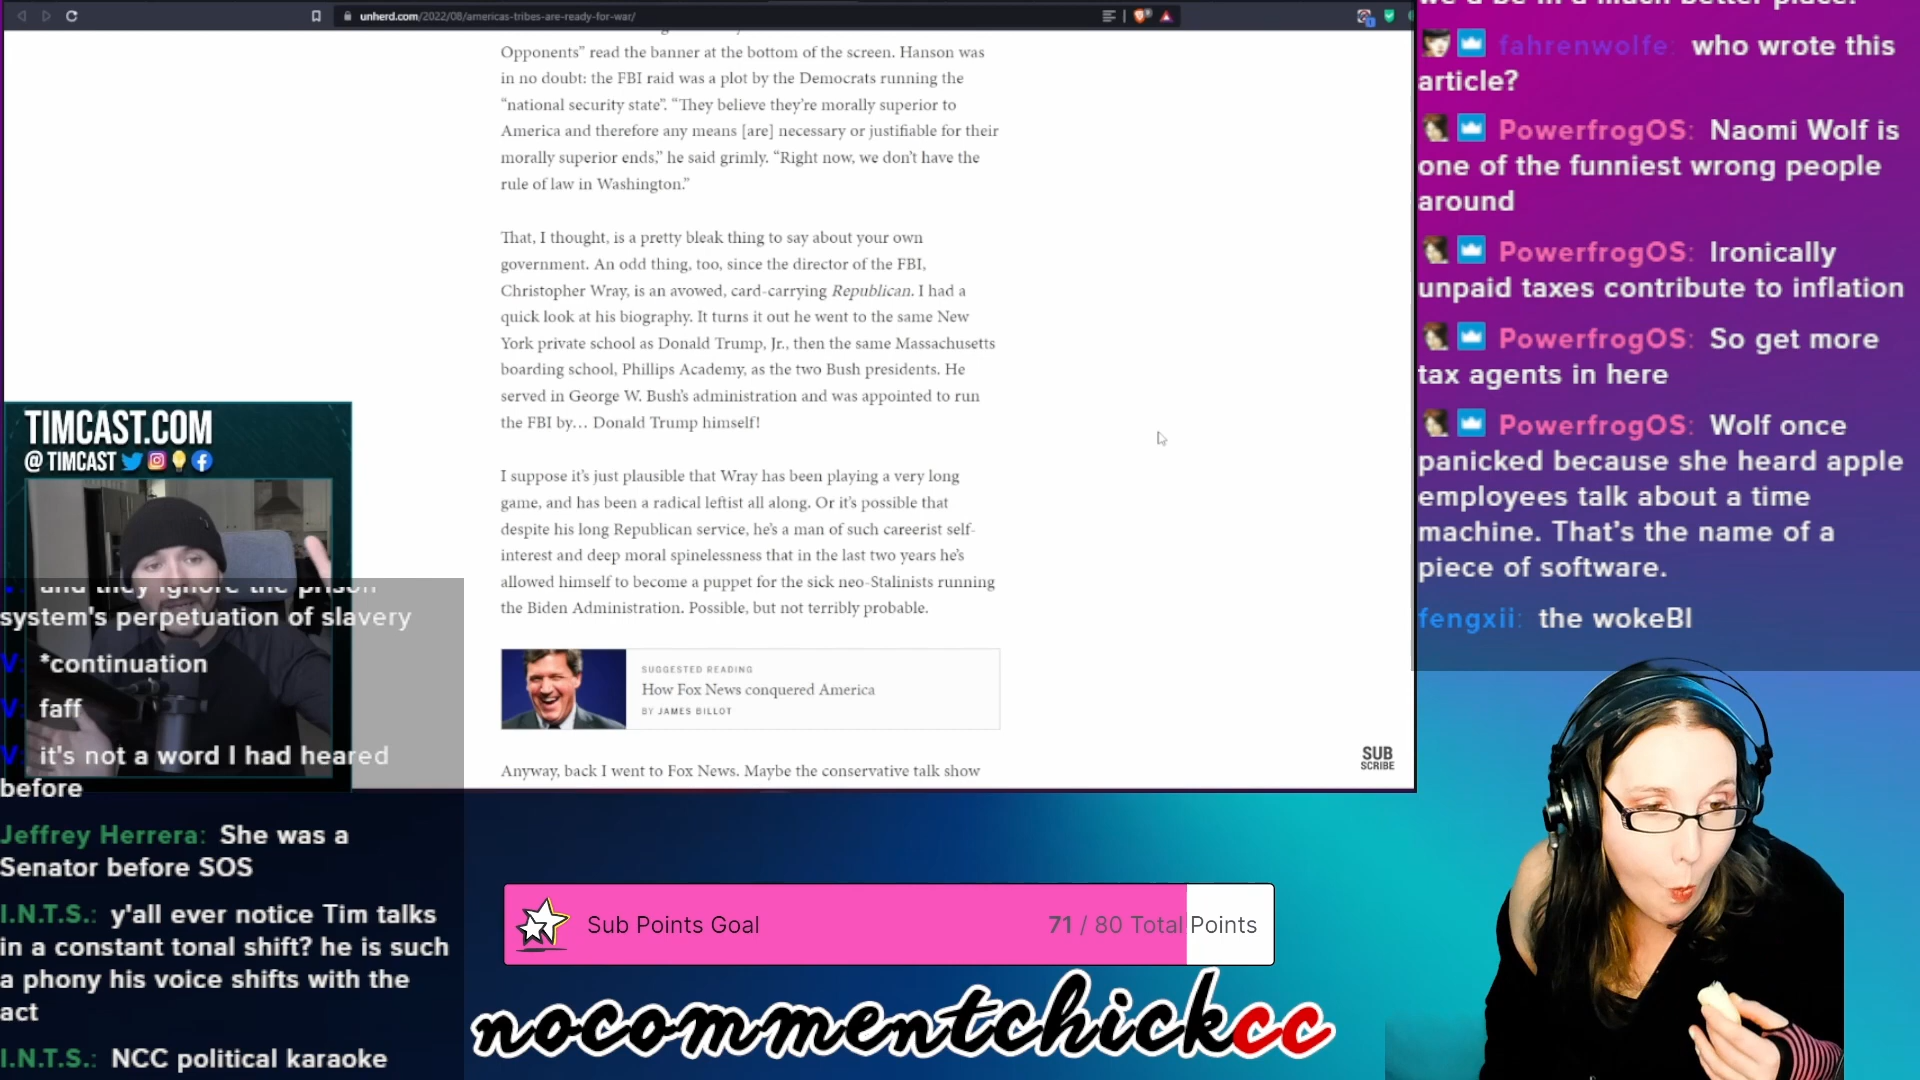 unherd.com/2022/08/americas-tribes-are-ready-for-war/
Opponents” read the banner at the bottom of the screen. Hanson was
in no doubt: the FBI raid was a plot by the Democrats running the
“national security state”. “They believe they’re morally superior to
America and therefore any means [are] necessary or justifiable for their
morally superior ends,” he said grimly. “Right now, we don’t have the
rule of law in Washington.”
That, I thought, is a pretty bleak thing to say about your own
government. An odd thing, too, since the director of the FBI,
Christopher Wray, is an avowed, card-carrying Republican. I had a
quick look at his biography. It turns it out he went to the same New
York private school as Donald Trump, Jr., then the same Massachusetts
boarding school, Phillips Academy, as the two Bush presidents. He
served in George W. Bush’s administration and was appointed to run
the FBI by… Donald Trump himself!
I suppose it’s just plausible that Wray has been playing a very long
game, and has been a radical leftist all along. Or it’s possible that
despite his long Republican service, he’s a man of such careerist self-
interest and deep moral spinelessness that in the last two years he’s
allowed himself to become a puppet for the sick neo-Stalinists running
the Biden Administration. Possible, but not terribly probable.
SUGGESTED READING
How Fox News conquered America
BY JAMES BILLOT
Anyway, back I went to Fox News. Maybe the conservative talk show
SUB
SCRIBE
TIMCAST.COM
@TIMCAST
and they ignore the prison
system's perpetuation of slavery
V: *continuation
V: faff
V: it's not a word I had heared
before
Jeffrey Herrera: She was a
Senator before SOS
I.N.T.S.: y'all ever notice Tim talks
in a constant tonal shift? he is such
a phony his voice shifts with the
act
I.N.T.S.: NCC political karaoke
we'd be in a much better place.
fahrenwolfe: who wrote this
article?
PowerfrogOS: Naomi Wolf is
one of the funniest wrong people
around
PowerfrogOS: Ironically
unpaid taxes contribute to inflation
PowerfrogOS: So get more
tax agents in here
PowerfrogOS: Wolf once
panicked because she heard apple
employees talk about a time
machine. That's the name of a
piece of software.
fengxii: the wokeBI
Sub Points Goal
71 / 80 Total Points
nocommentchickcc